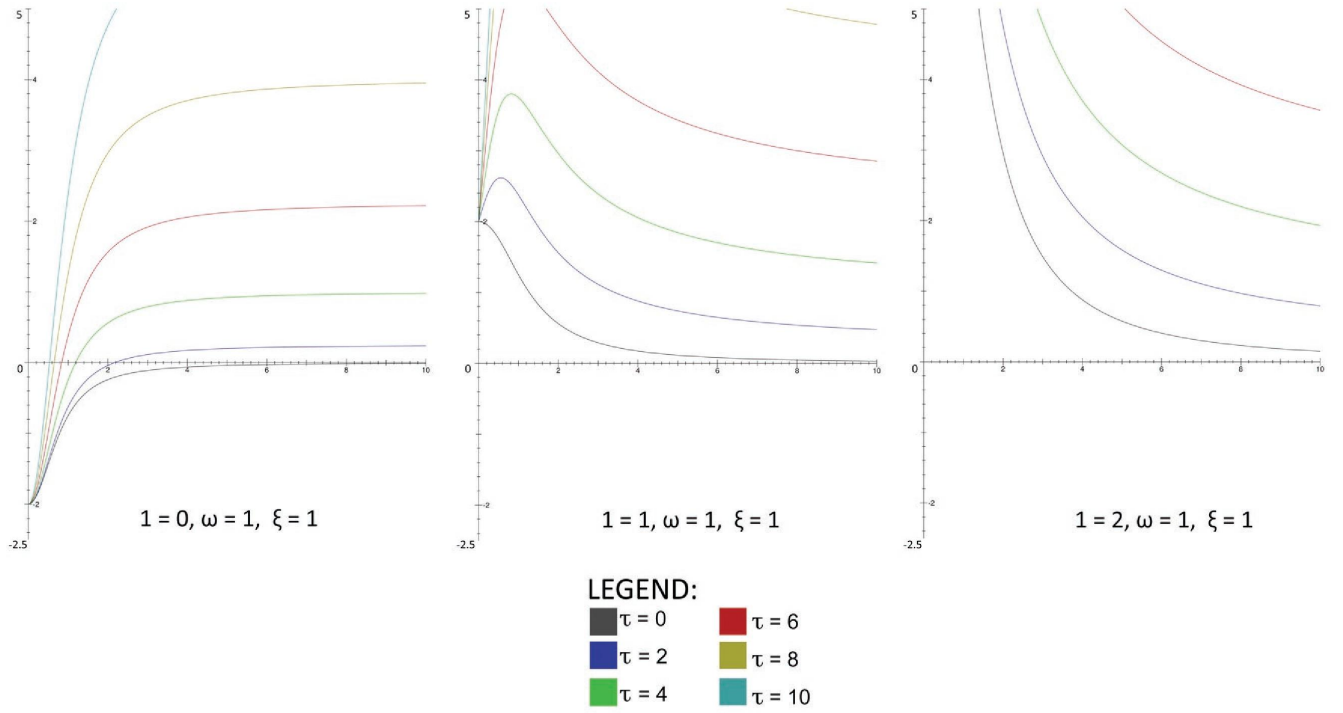 5 5 5
4 4 4
2 2 2
0 2 4 6 8 10 0 2 4 6 8 10 0 2 4 6 8 10
-2 -2 -2
1 = 0, ω = 1, ξ = 1 1 = 1, ω = 1, ξ = 1 1 = 2, ω = 1, ξ = 1
-2.5 -2.5 -2.5
LEGEND:
τ = 0 τ = 6
τ = 2 τ = 8
τ = 4 τ = 10